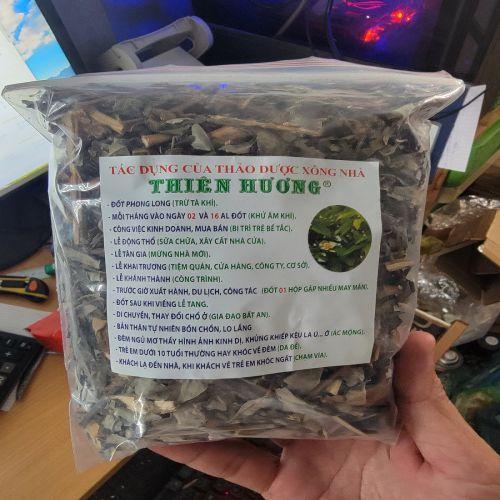 TÁC DỤNG CỦA THẢO DƯỢC XÔNG NHÀ
THIÊN HƯƠNG®
- ĐỐT PHONG LONG (TRỪ TÀ KHÍ).
- MỖI THÁNG VÀO NGÀY 02 VÀ 16 AL ĐỐT (KHỬ ÂM KHÍ).
- CÔNG VIỆC KINH DOANH, MUA BÁN (BỊ TRÌ TRỆ BẾ TẮC).
- LỄ ĐỘNG THỔ (SỬA CHỮA, XÂY CẤT NHÀ CỬA).
- LỄ TÂN GIA (MỪNG NHÀ MỚI).
- LỄ KHAI TRƯƠNG (TIỆM QUÁN, CỬA HÀNG, CÔNG TY, CƠ SỞ).
- LỄ KHÁNH THÀNH (CÔNG TRÌNH).
- TRƯỚC GIỜ XUẤT HÀNH, DU LỊCH, CÔNG TÁC (ĐỐT 01 HỘP GẶP NHIỀU MAY MẮN).
- ĐỐT SAU KHI VIẾNG LỄ TANG.
- DI CHUYỂN, THAY ĐỔI CHỖ Ở (GIA ĐẠO BẤT AN).
- BẢN THÂN TỰ NHIÊN BỒN CHỒN, LO LẮNG
- ĐÊM NGỦ MƠ THẤY HÌNH ẢNH KINH DỊ, KHỦNG KHIẾP KÊU LA Ú... Ớ (ÁC MỘNG).
- TRẺ EM DƯỚI 10 TUỔI THƯỜNG HAY KHÓC VỀ ĐÊM (DẠ ĐỀ).
- KHÁCH LẠ ĐẾN NHÀ, KHI KHÁCH VỀ TRẺ EM KHÓC NGẤT (CHẠM VÍA).